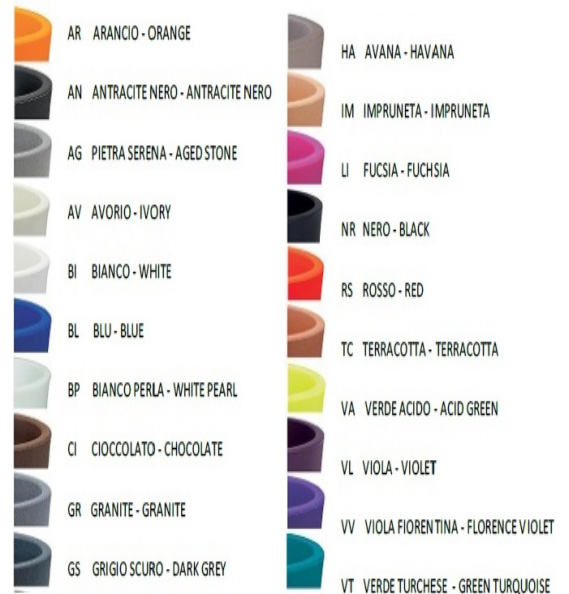 AR ARANCIO - ORANGE
AN ANTRACITE NERO - ANTRACITE NERO
AG PIETRA SERENA - AGED STONE
AV AVORIO - IVORY
BI BIANCO - WHITE
BL BLU - BLUE
BP BIANCO PERLA - WHITE PEARL
CI CIOCCOLATO - CHOCOLATE
GR GRANITE - GRANITE
GS GRIGIO SCURO - DARK GREY
HA AVANA - HAVANA
IM IMPRUNETA - IMPRUNETA
LI FUCSIA - FUCHSIA
NR NERO - BLACK
RS ROSSO - RED
TC TERRACOTTA - TERRACOTTA
VA VERDE ACIDO - ACID GREEN
VL VIOLA - VIOLET
VV VIOLA FIORENTINA - FLORENCE VIOLET
VT VERDE TURCHESE - GREEN TURQUOISE